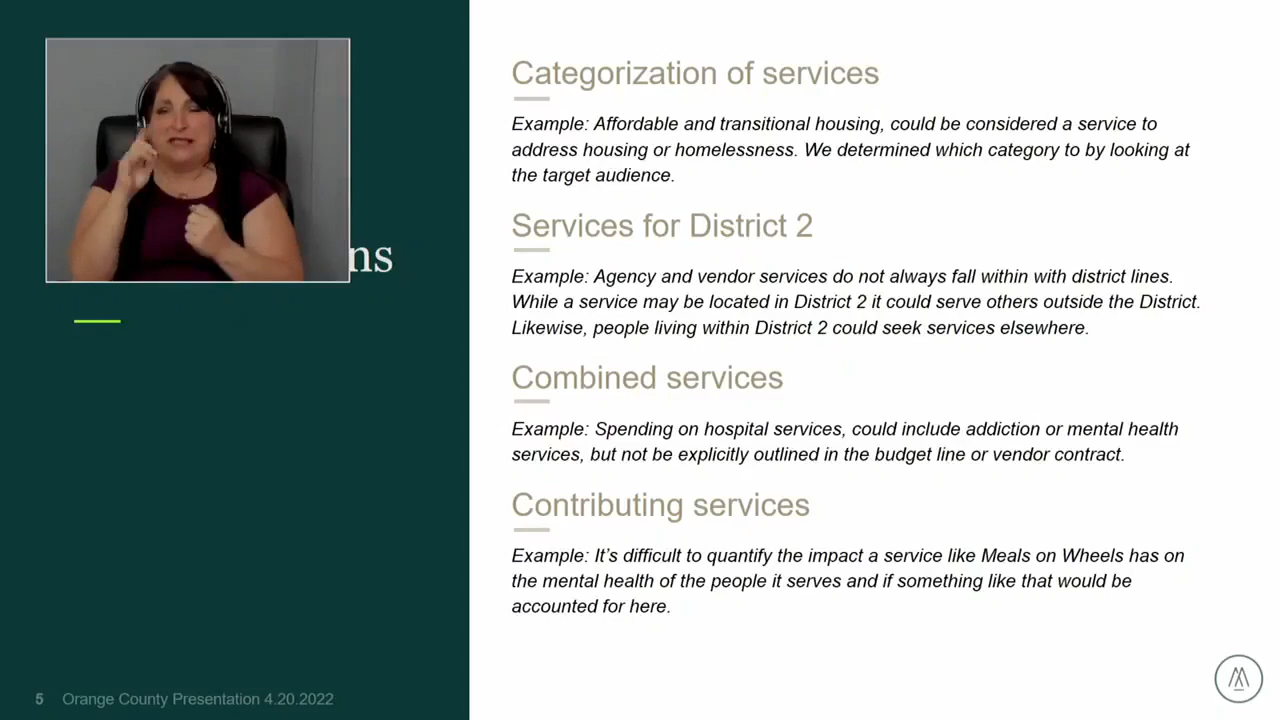 ns
Categorization of services
Example: Affordable and transitional housing, could be considered a service to
address housing or homelessness. We determined which category to by looking at
the target audience.
Services for District 2
Example: Agency and vendor services do not always fall within with district lines.
While a service may be located in District 2 it could serve others outside the District.
Likewise, people living within District 2 could seek services elsewhere.
Combined services
Example: Spending on hospital services, could include addiction or mental health
services, but not be explicitly outlined in the budget line or vendor contract.
Contributing services
Example: It's difficult to quantify the impact a service like Meals on Wheels has on
the mental health of the people it serves and if something like that would be
accounted for here.
5 Orange County Presentation 4.20.2022